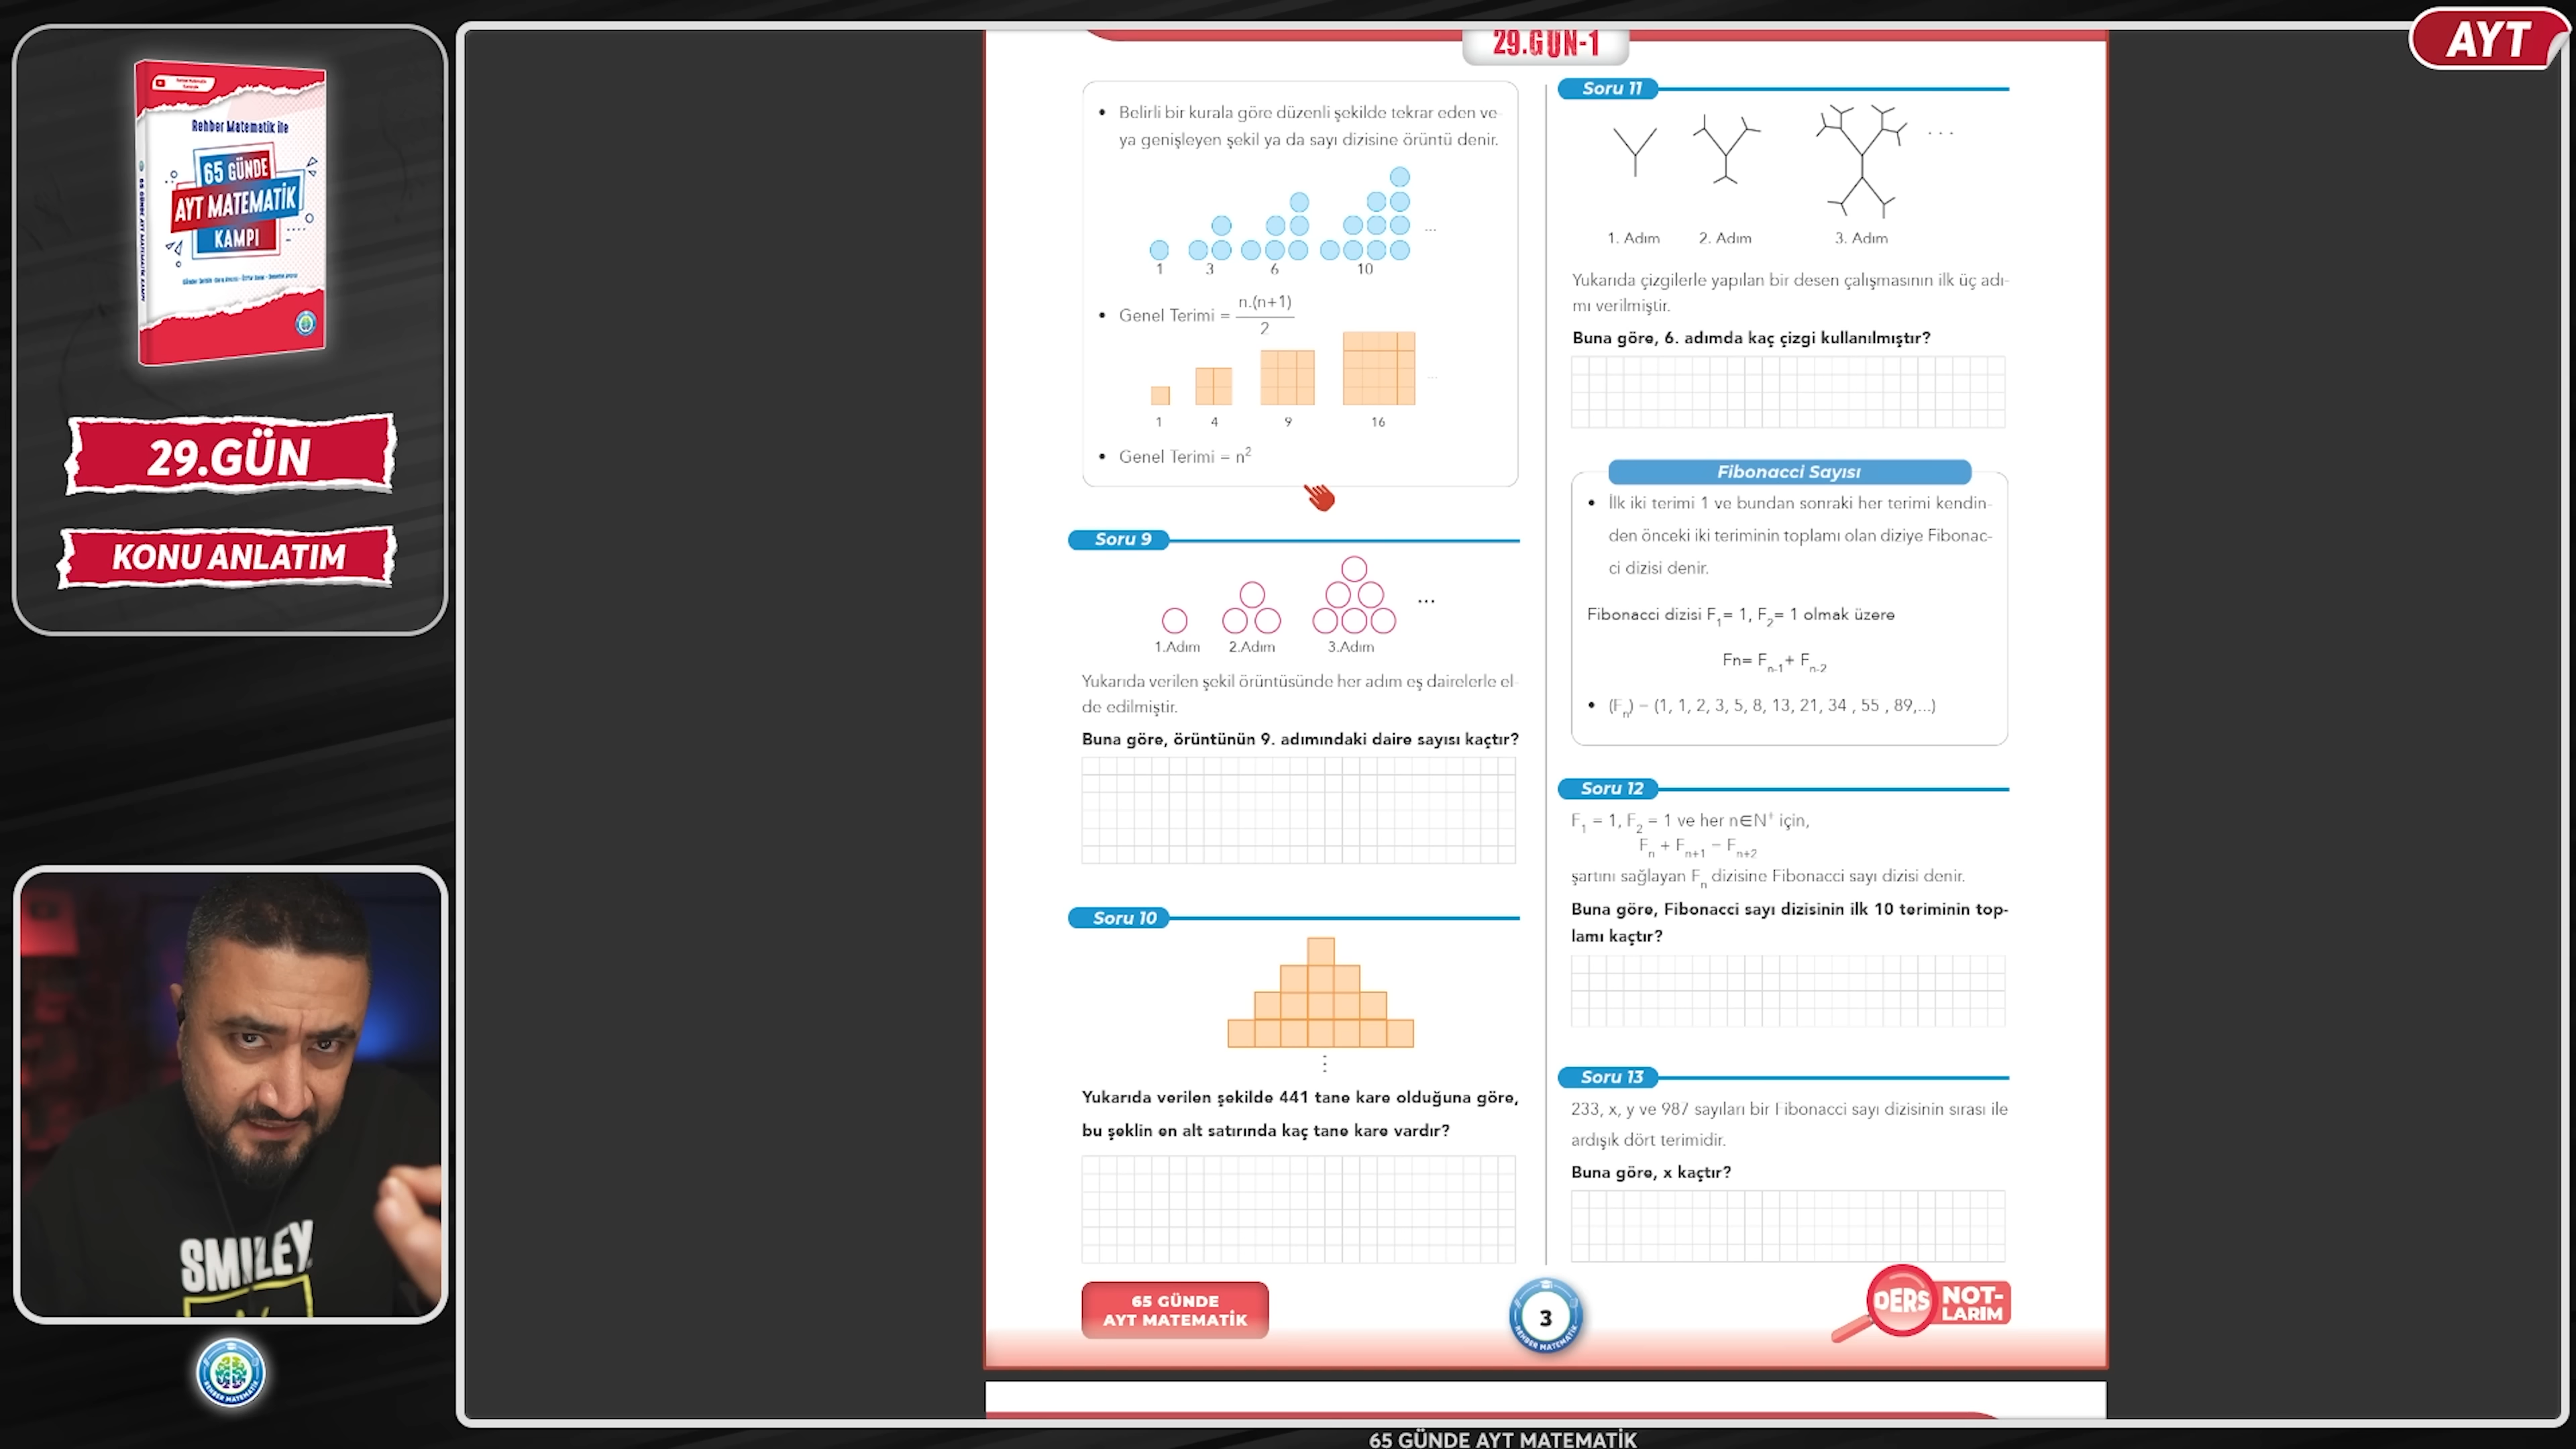 AYT
Rehber Matematik ile
65 GÜNDE
AYT MATEMATİK
KAMPI
29.GÜN
KONU ANLATIM
SMILEY
REHBER MATEMATİK
29.GÜN-1
• Belirli bir kurala göre düzenli şekilde tekrar eden ve-
ya genişleyen şekil ya da sayı dizisine örüntü denir.
1 3 6 10 ...
• Genel Terimi = n.(n+1)/2
1 4 9 16 ...
• Genel Terimi = n²
Soru 9
...
1.Adım 2.Adım 3.Adım
Yukarıda verilen şekil örüntüsünde her adım eş dairelerle el-
de edilmiştir.
Buna göre, örüntünün 9. adımındaki daire sayısı kaçtır?
Soru 10
Yukarıda verilen şekilde 441 tane kare olduğuna göre,
bu şeklin en alt satırında kaç tane kare vardır?
65 GÜNDE
AYT MATEMATİK
Soru 11
...
1. Adım 2. Adım 3. Adım
Yukarıda çizgilerle yapılan bir desen çalışmasının ilk üç adı-
mı verilmiştir.
Buna göre, 6. adımda kaç çizgi kullanılmıştır?
Fibonacci Sayısı
• İlk iki terimi 1 ve bundan sonraki her terimi kendin-
den önceki iki teriminin toplamı olan diziye Fibonac-
ci dizisi denir.
Fibonacci dizisi F₁= 1, F₂= 1 olmak üzere
Fn= Fₙ₋₁+ Fₙ₋₂
• (Fₙ) = (1, 1, 2, 3, 5, 8, 13, 21, 34 , 55 , 89,...)
Soru 12
F₁ = 1, F₂ = 1 ve her n∈N⁺ için,
Fₙ + Fₙ₊₁ = Fₙ₊₂
şartını sağlayan Fₙ dizisine Fibonacci sayı dizisi denir.
Buna göre, Fibonacci sayı dizisinin ilk 10 teriminin top-
lamı kaçtır?
Soru 13
233, x, y ve 987 sayıları bir Fibonacci sayı dizisinin sırası ile
ardışık dört terimidir.
Buna göre, x kaçtır?
3
REHBER MATEMATİK
DERS NOT-
LARIM
65 GÜNDE AYT MATEMATİK